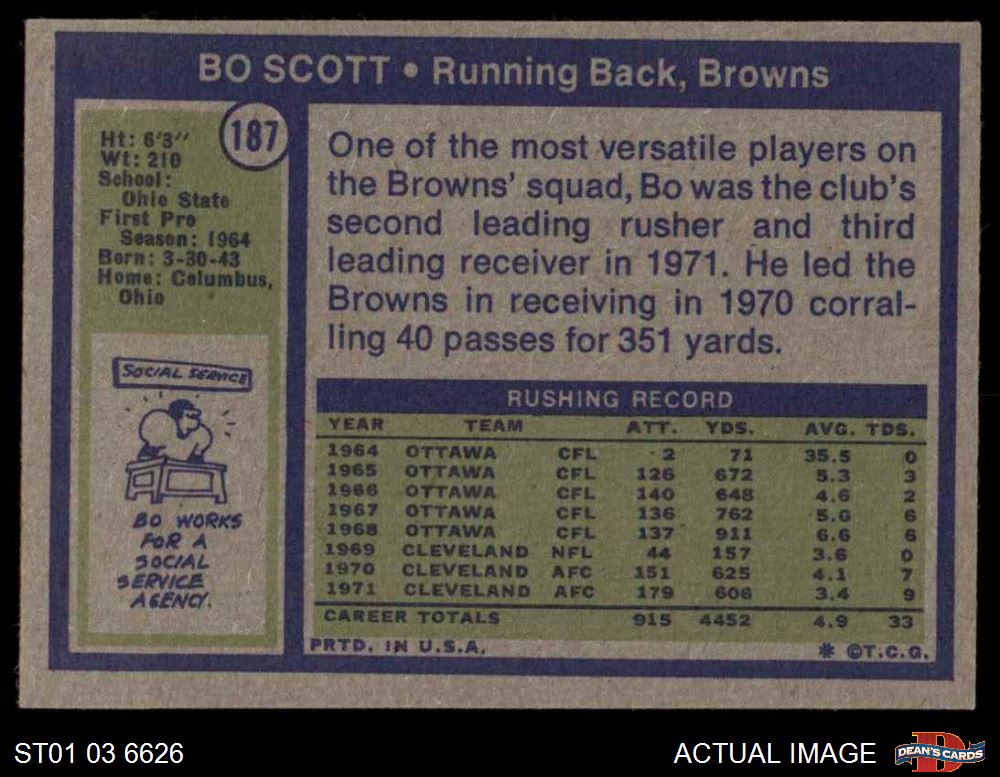 BO SCOTT • Running Back, Browns
187
Ht: 6'3"
Wt: 210
School:
Ohio State
First Pro
Season: 1964
Born: 3-30-43
Home: Columbus,
Ohio
SOCIAL SERVICE
BO WORKS
FOR A
SOCIAL
SERVICE
AGENCY.
One of the most versatile players on
the Browns' squad, Bo was the club's
second leading rusher and third
leading receiver in 1971. He led the
Browns in receiving in 1970 corral-
ling 40 passes for 351 yards.
RUSHING RECORD
YEAR TEAM ATT. YDS. AVG. TDS.
1964 OTTAWA CFL 2 71 35.5 0
1965 OTTAWA CFL 126 672 5.3 3
1966 OTTAWA CFL 140 648 4.6 2
1967 OTTAWA CFL 136 762 5.6 6
1968 OTTAWA CFL 137 911 6.6 6
1969 CLEVELAND NFL 44 157 3.6 0
1970 CLEVELAND AFC 151 625 4.1 7
1971 CLEVELAND AFC 179 606 3.4 9
CAREER TOTALS 915 4452 4.9 33
PRTD. IN U.S.A. * ©T.C.G.
ST01 03 6626
ACTUAL IMAGE
D
DEAN'S CARDS